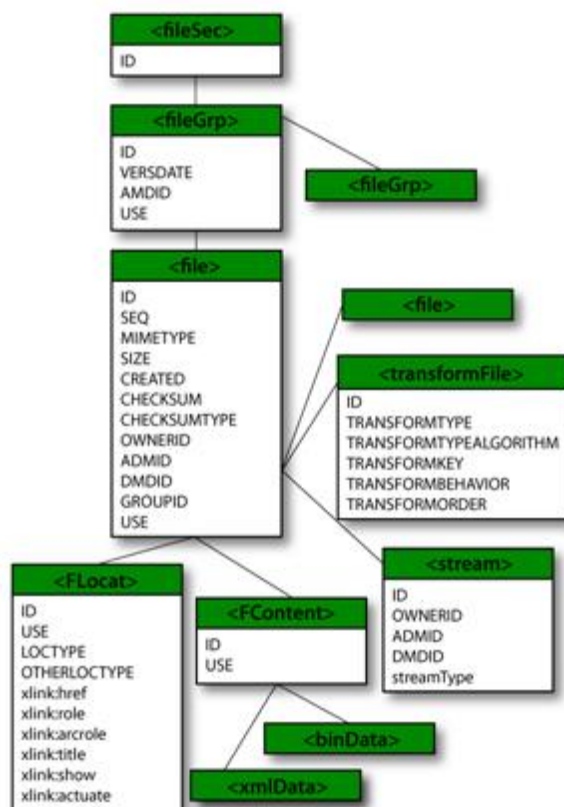 <fileSec>
ID
<fileGrp>
ID
VERSDATE
AMDID
USE
<fileGrp>
<file>
ID
SEQ
MIMETYPE
SIZE
CREATED
CHECKSUM
CHECKSUMTYPE
OWNERID
ADMID
DMDID
GROUPID
USE
<file>
<transformFile>
ID
TRANSFORMTYPE
TRANSFORMTYPEALGORITHM
TRANSFORMKEY
TRANSFORMBEHAVIOR
TRANSFORMORDER
<stream>
ID
OWNERID
ADMID
DMDID
streamType
<FLocat>
ID
USE
LOCTYPE
OTHERLOCTYPE
xlink:href
xlink:role
xlink:arcrole
xlink:title
xlink:show
xlink:actuate
<FContent>
ID
USE
<binData>
<xmlData>